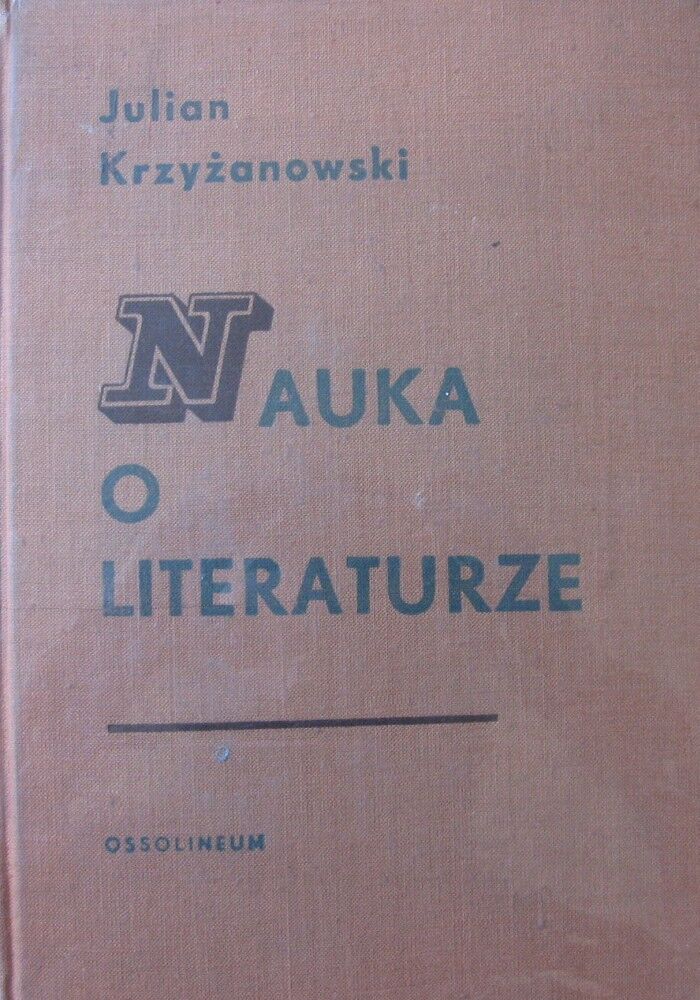 Julian
Krzyżanowski
NAUKA
O
LITERATURZE
OSSOLINEUM